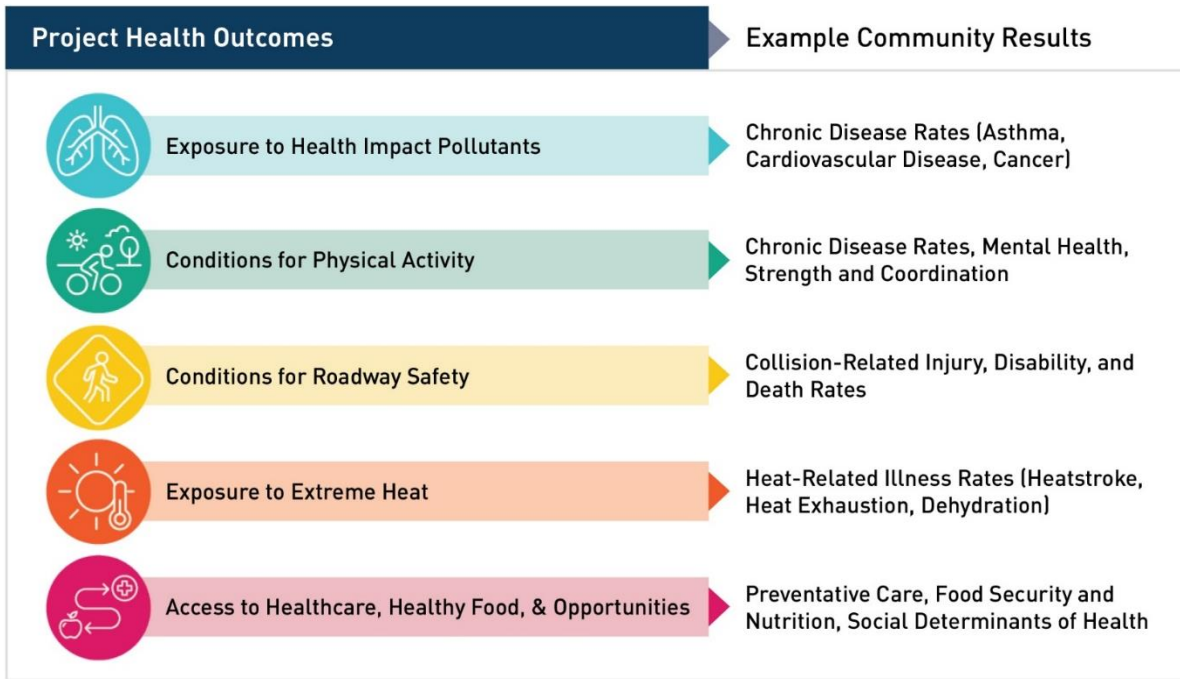 Project Health Outcomes
Example Community Results
Exposure to Health Impact Pollutants
Chronic Disease Rates (Asthma,
Cardiovascular Disease, Cancer)
Conditions for Physical Activity
Chronic Disease Rates, Mental Health,
Strength and Coordination
Conditions for Roadway Safety
Collision-Related Injury, Disability, and
Death Rates
Exposure to Extreme Heat
Heat-Related Illness Rates (Heatstroke,
Heat Exhaustion, Dehydration)
Access to Healthcare, Healthy Food, & Opportunities
Preventative Care, Food Security and
Nutrition, Social Determinants of Health